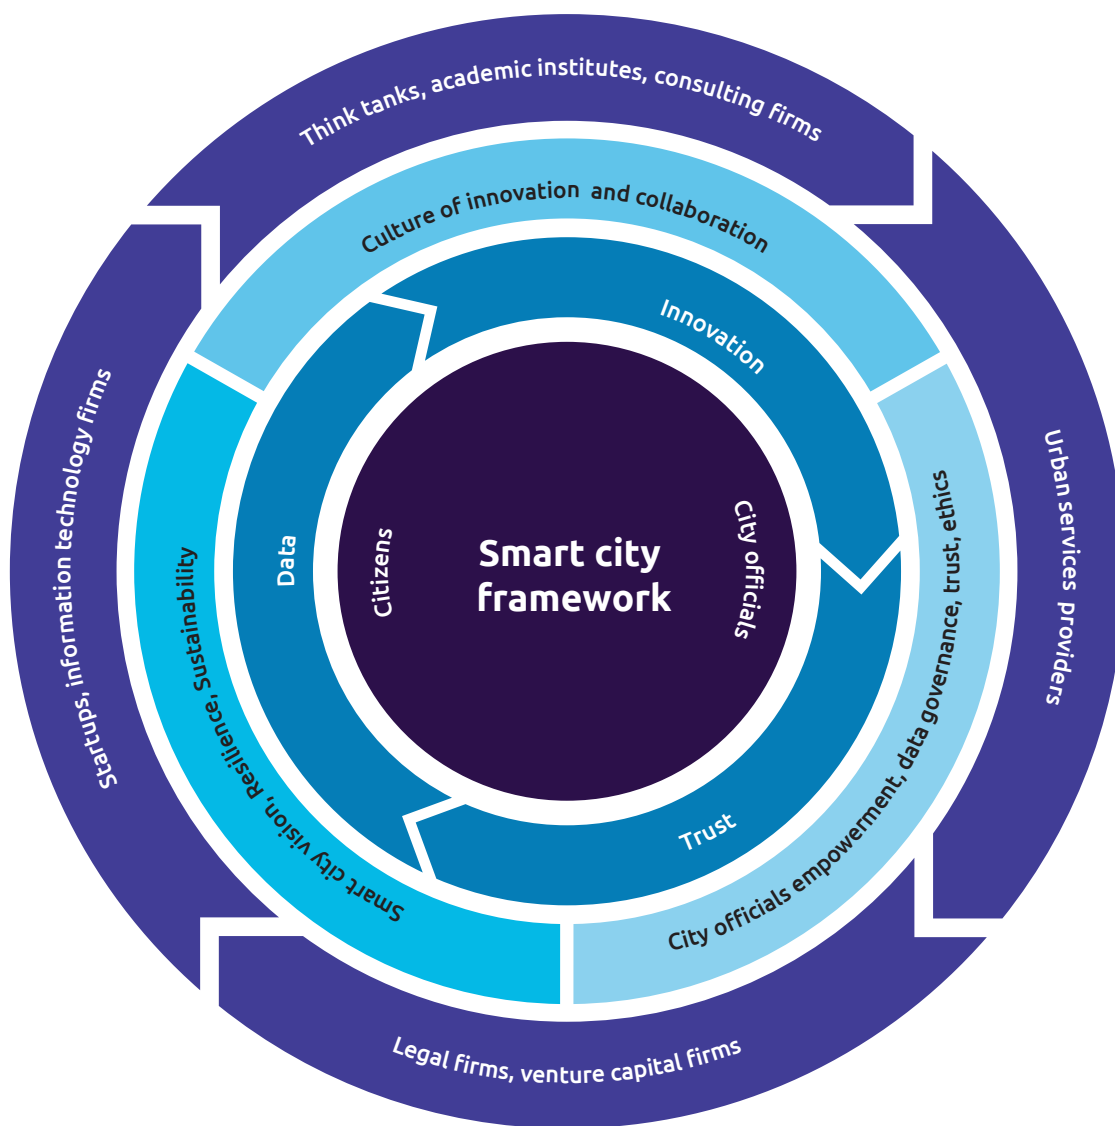 Think tanks, academic institutes, consulting firms
Culture of innovation and collaboration
Innovation
Startups, information technology firms
Smart city vision, Resilience, Sustainability
Data
Citizens
Smart city
framework
City officials
City officials empowerment, data governance, trust, ethics
Urban services providers
Trust
Legal firms, venture capital firms